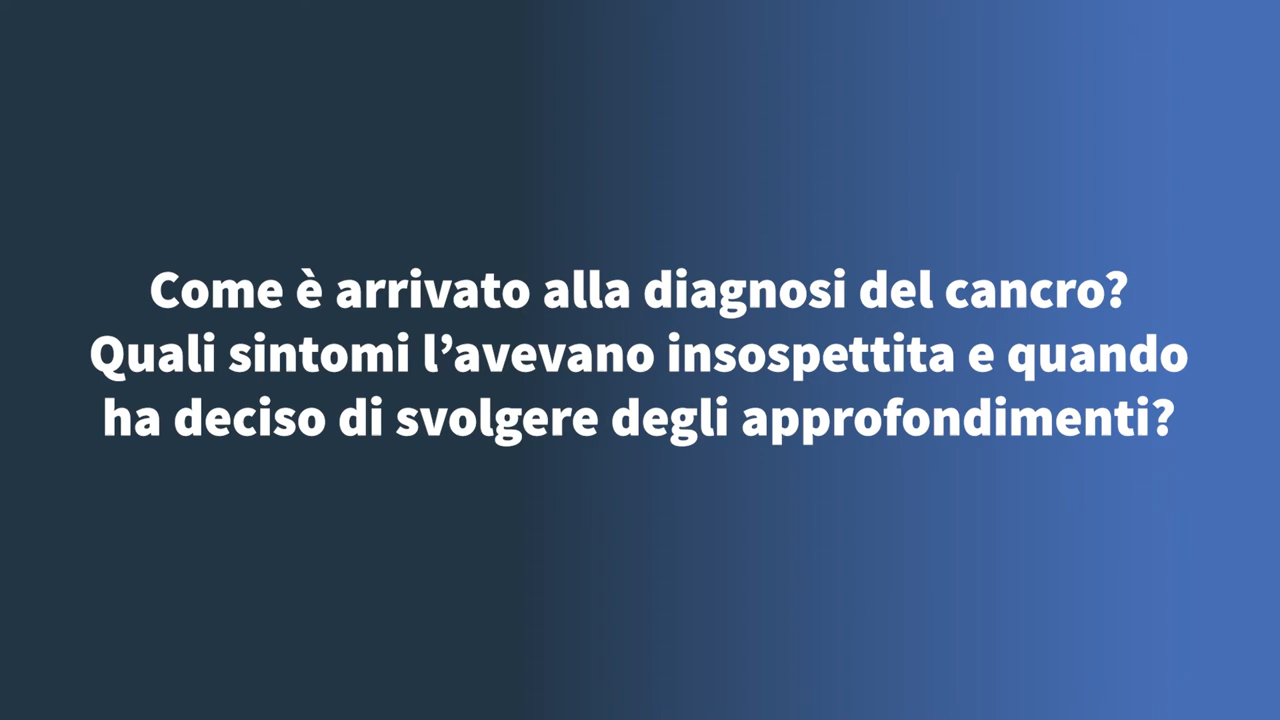 Come è arrivato alla diagnosi del cancro?
Quali sintomi l’avevano insospettita e quando
ha deciso di svolgere degli approfondimenti?